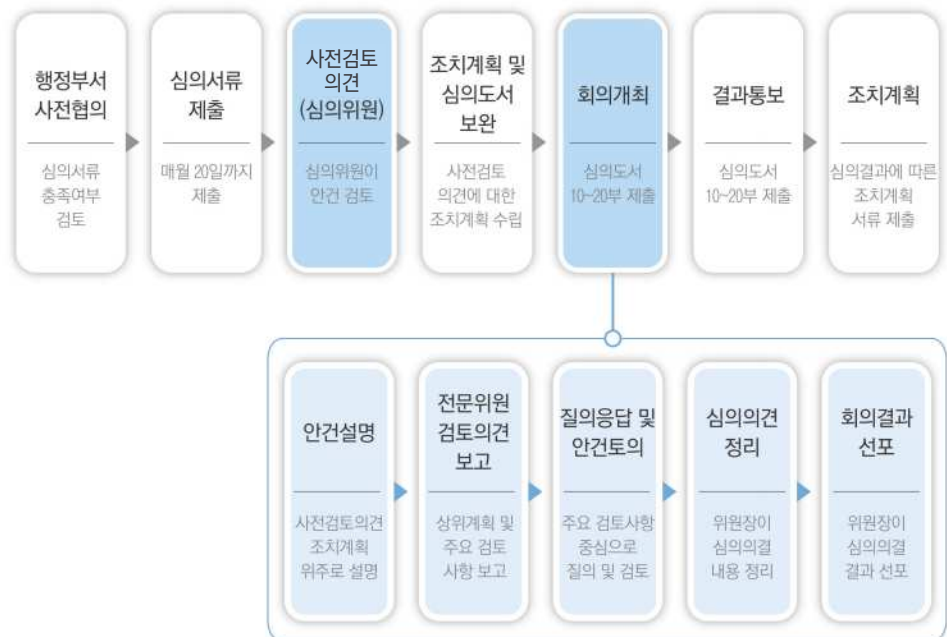 행정부서
사전협의
심의서류
충족여부
검토
심의서류
제출
매월 20일까지
제출
사전검토
의견
(심의위원)
심의위원이
안건 검토
조치계획 및
심의도서
보완
사전검토
의견에 대한
조치계획 수립
회의개최
심의도서
10~20부 제출
결과통보
심의도서
10~20부 제출
조치계획
심의결과에 따른
조치계획
서류 제출
안건설명
사전검토의견
조치계획
위주로 설명
전문위원
검토의견
보고
상위계획 및
주요 검토
사항 보고
질의응답 및
안건토의
주요 검토사항
중심으로
질의 및 검토
심의의견
정리
위원장이
심의의결
내용 정리
회의결과
선포
위원장이
심의의결
결과 선포